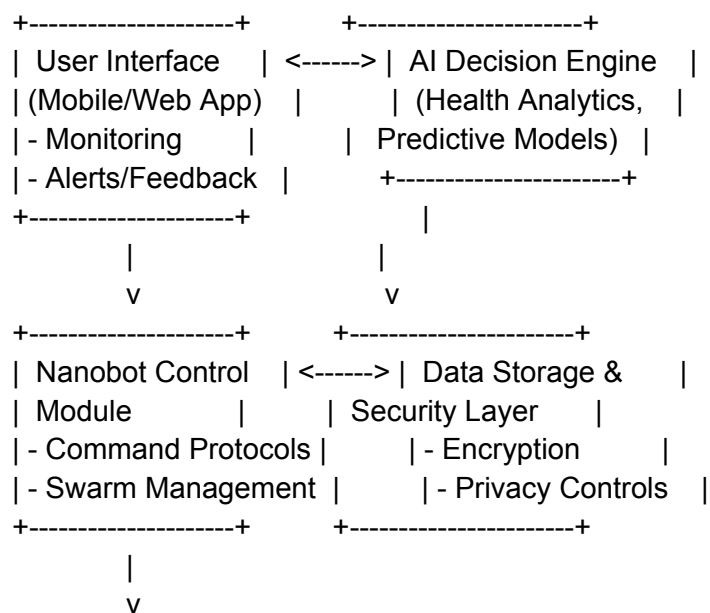 +---------------------+ +-----------------------+
| User Interface | <------> | AI Decision Engine |
| (Mobile/Web App) | | (Health Analytics, |
| - Monitoring | | Predictive Models) |
| - Alerts/Feedback | +-----------------------+
+---------------------+ |
| |
v v
+---------------------+ +-----------------------+
| Nanobot Control | <------> | Data Storage & |
| Module | | Security Layer |
| - Command Protocols | | - Encryption |
| - Swarm Management | | - Privacy Controls |
+---------------------+ +-----------------------+
|
v